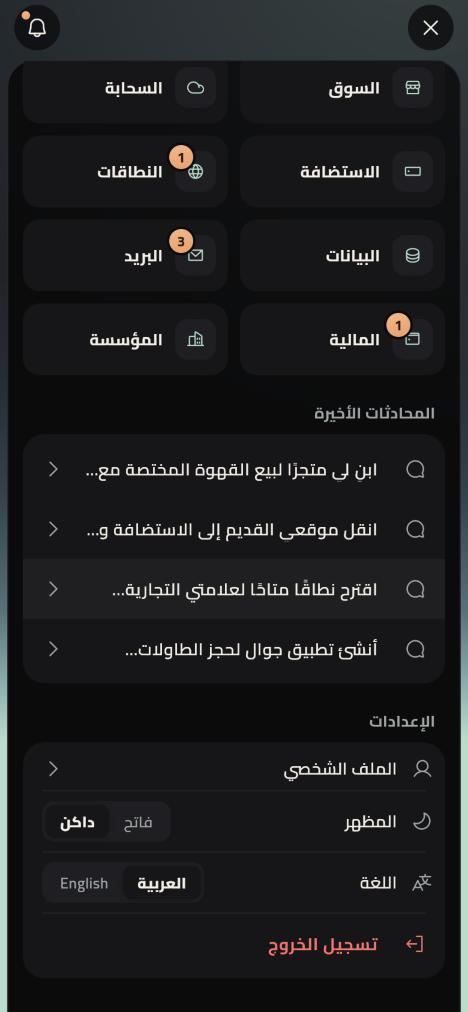 السوق
السحابة
الاستضافة
النطاقات
1
البيانات
البريد
3
المالية
1
المؤسسة
المحادثات الأخيرة
ابنِ لي متجرًا لبيع القهوة المختصة مع...
انقل موقعي القديم إلى الاستضافة و...
اقترح نطاقًا متاحًا لعلامتي التجارية...
أنشئ تطبيق جوال لحجز الطاولات...
الإعدادات
الملف الشخصي
المظهر
فاتح
داكن
اللغة
العربية
English
تسجيل الخروج